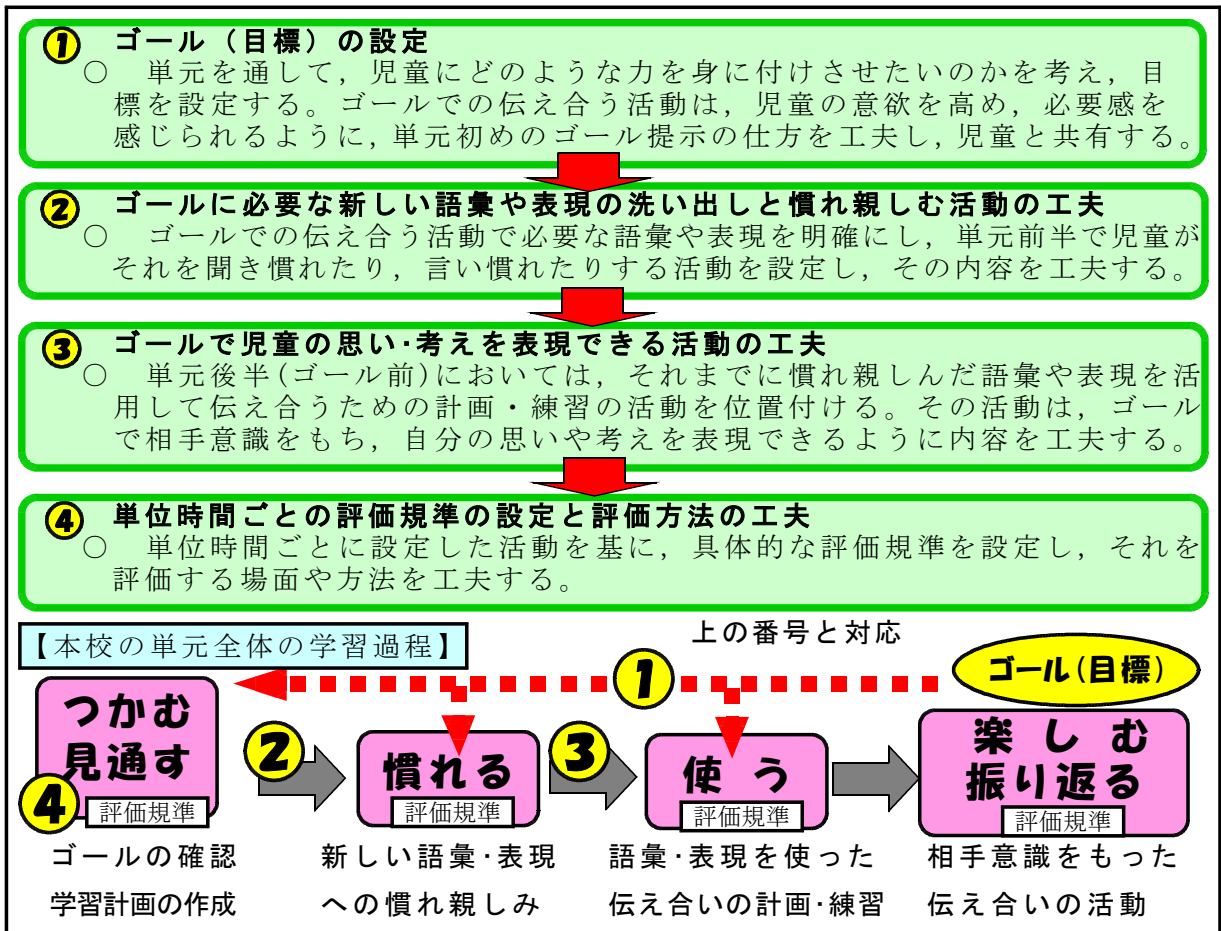 ① ゴール（目標）の設定
○ 単元を通して，児童にどのような力を身に付けさせたいのかを考え，目
標を設定する。ゴールでの伝え合う活動は，児童の意欲を高め，必要感を
感じられるように，単元初めのゴール提示の仕方を工夫し，児童と共有する。
② ゴールに必要な新しい語彙や表現の洗い出しと慣れ親しむ活動の工夫
○ ゴールでの伝え合う活動で必要な語彙や表現を明確にし，単元前半で児童が
それを聞き慣れたり，言い慣れたりする活動を設定し，その内容を工夫する。
③ ゴールで児童の思い・考えを表現できる活動の工夫
○ 単元後半(ゴール前)においては，それまでに慣れ親しんだ語彙や表現を活
用して伝え合うための計画・練習の活動を位置付ける。その活動は，ゴール
で相手意識をもち，自分の思いや考えを表現できるように内容を工夫する。
④ 単位時間ごとの評価規準の設定と評価方法の工夫
○ 単位時間ごとに設定した活動を基に，具体的な評価規準を設定し，それを
評価する場面や方法を工夫する。
【本校の単元全体の学習過程】
上の番号と対応
①
ゴール(目標)
つかむ
見通す
④ 評価規準
②
慣れる
評価規準
③
使う
評価規準
楽しむ
振り返る
評価規準
ゴールの確認
学習計画の作成
新しい語彙・表現
への慣れ親しみ
語彙・表現を使った
伝え合いの計画・練習
相手意識をもった
伝え合いの活動